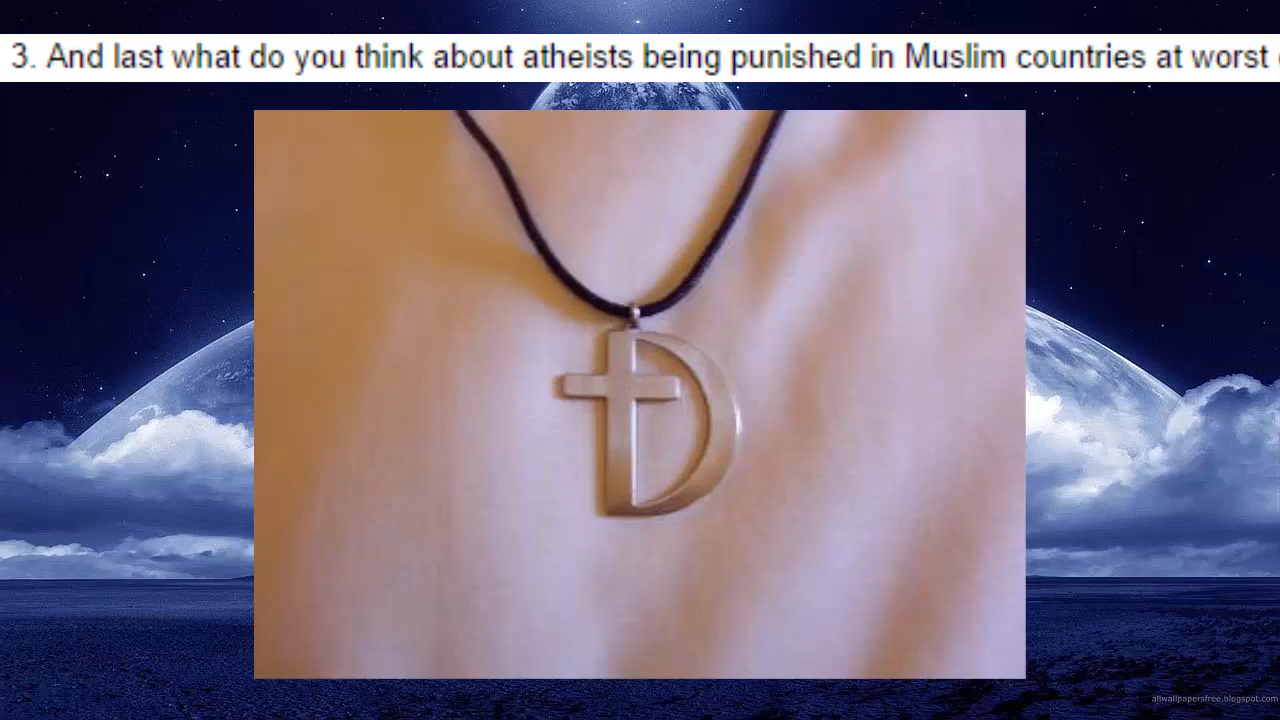 3. And last what do you think about atheists being punished in Muslim countries at worst
allwallpapersfree.blogspot.com